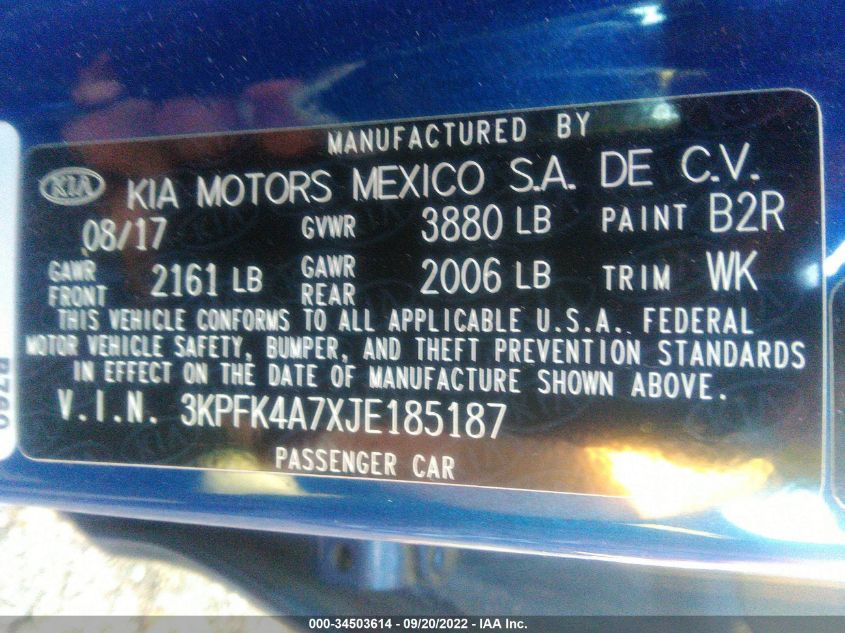 MANUFACTURED BY
KIA KIA MOTORS MEXICO S.A. DE C.V.
08/17 GVWR 3880 LB PAINT B2R
GAWR FRONT 2161 LB GAWR REAR 2006 LB TRIM WK
THIS VEHICLE CONFORMS TO ALL APPLICABLE U.S.A. FEDERAL
MOTOR VEHICLE SAFETY, BUMPER, AND THEFT PREVENTION STANDARDS
IN EFFECT ON THE DATE OF MANUFACTURE SHOWN ABOVE.
V.I.N. 3KPFK4A7XJE185187
PASSENGER CAR
000-34503614 - 09/20/2022 - IAA Inc.